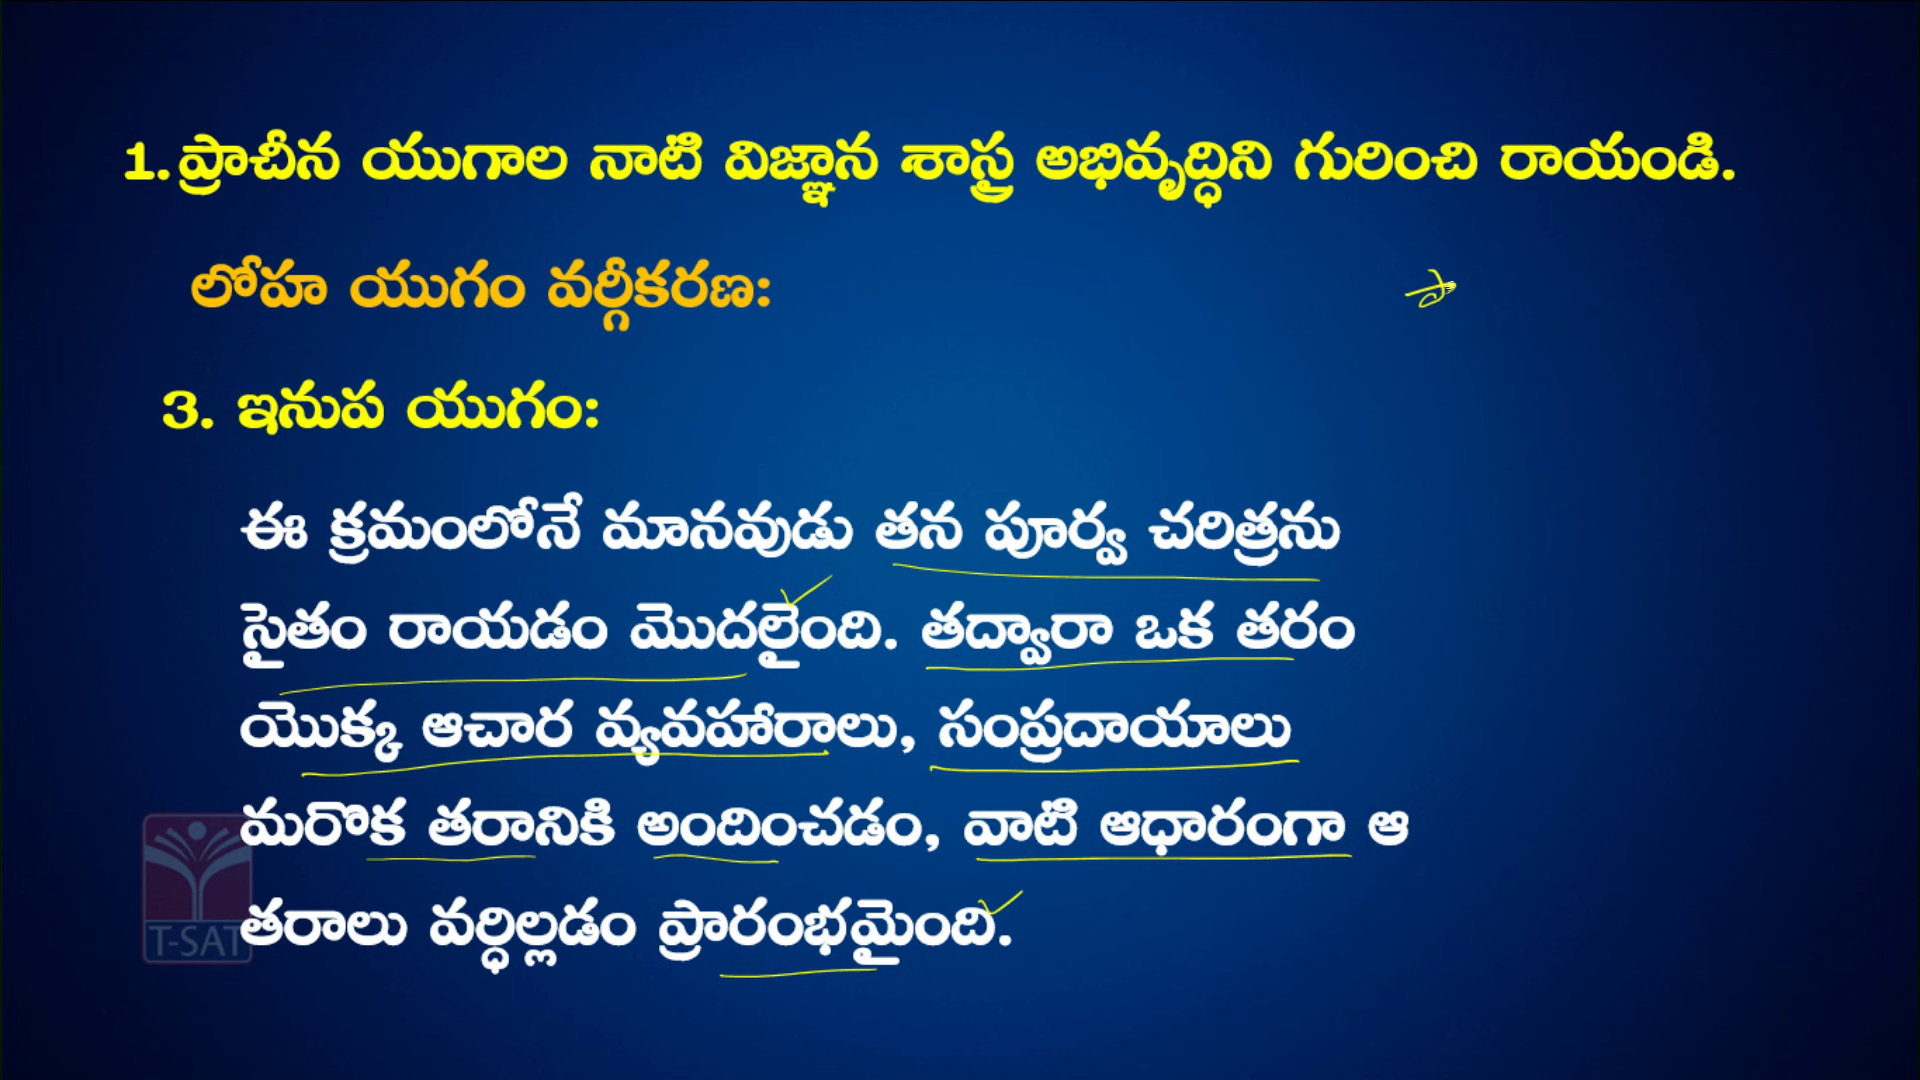 1. ప్రాచీన యుగాల నాటి విజ్ఞాన శాస్త్ర అభివృద్ధిని గురించి రాయండి.
లోహ యుగం వర్గీకరణ:
3. ఇనుప యుగం:
ఈ క్రమంలోనే మానవుడు తన పూర్వ చరిత్రను
సైతం రాయడం మొదలైంది. తద్వారా ఒక తరం
యొక్క ఆచార వ్యవహారాలు, సంప్రదాయాలు
మరొక తరానికి అందించడం, వాటి ఆధారంగా ఆ
తరాలు వర్ధిల్లడం ప్రారంభమైంది.
T-SAT